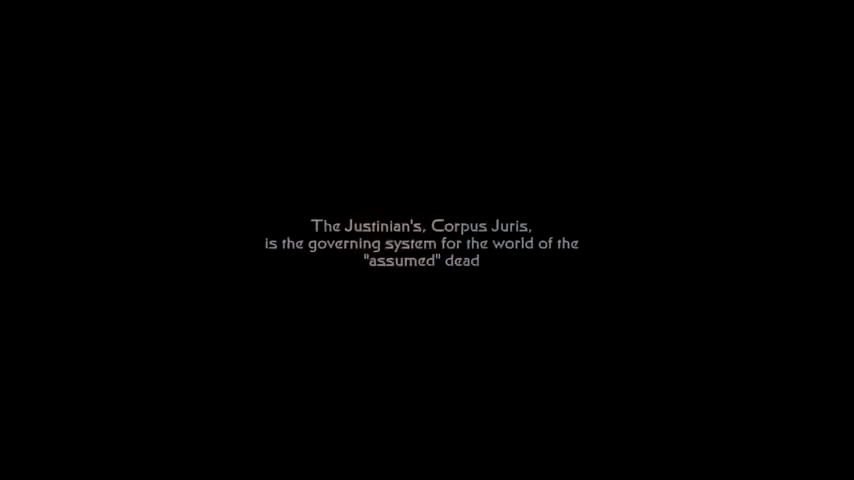 The Justinian's, Corpus Juris,
is the governing system for the world of the
"assumed" dead